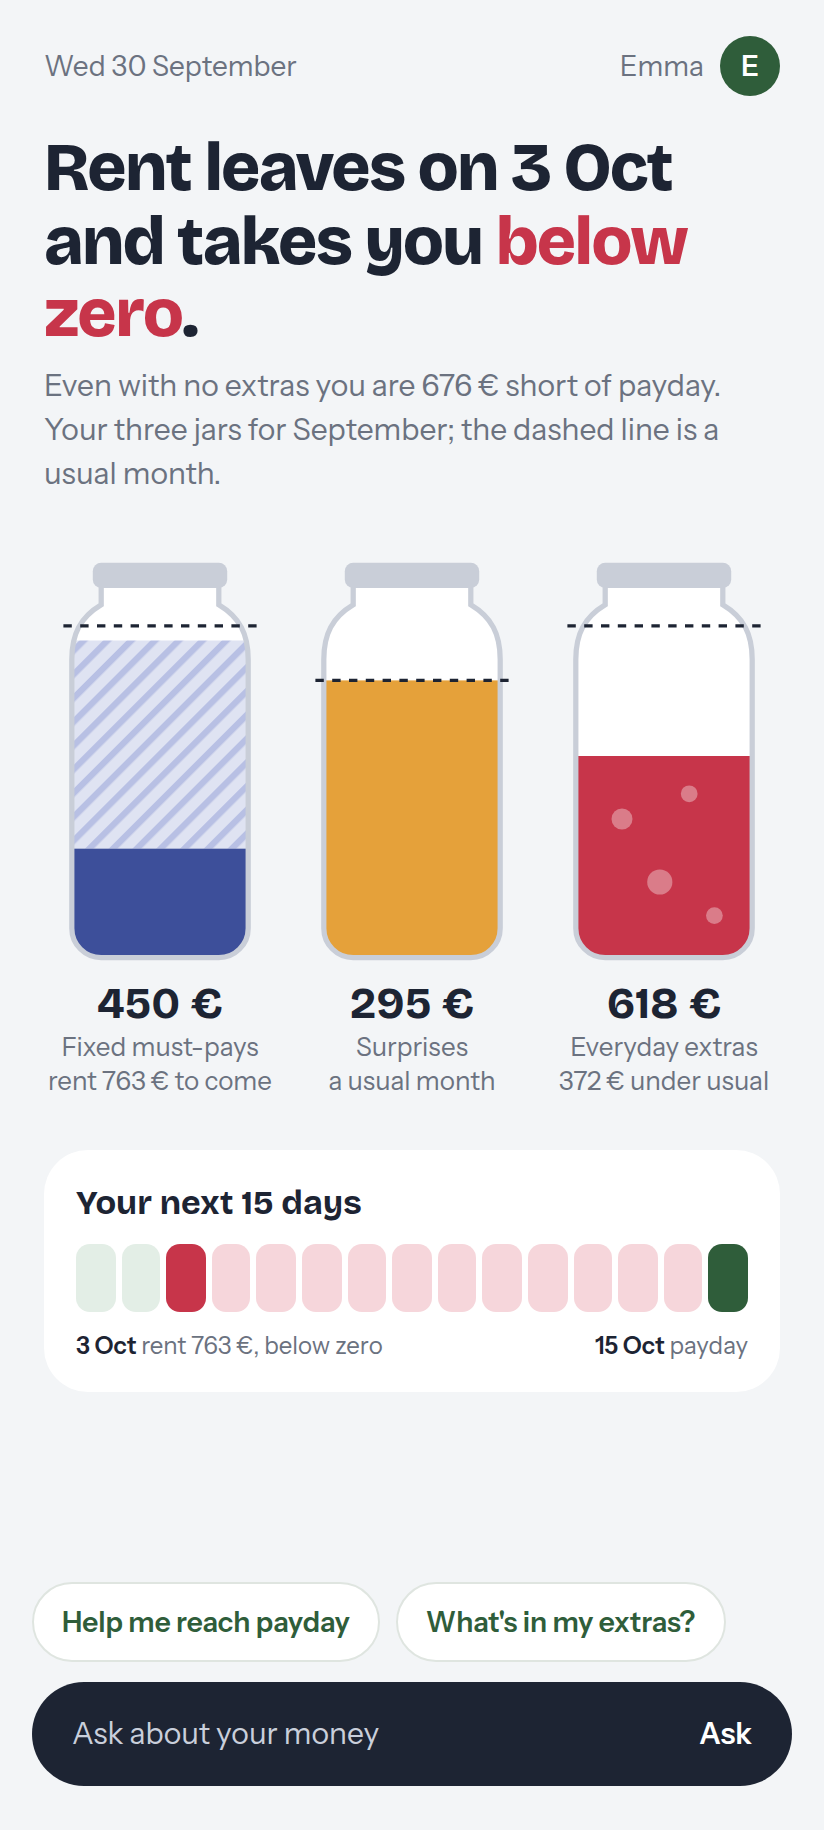 Wed 30 September
Emma E
Rent leaves on 3 Oct
and takes you below
zero.
Even with no extras you are 676 € short of payday.
Your three jars for September; the dashed line is a
usual month.
450 €
Fixed must-pays
rent 763 € to come
295 €
Surprises
a usual month
618 €
Everyday extras
372 € under usual
Your next 15 days
3 Oct rent 763 €, below zero
15 Oct payday
Help me reach payday
What's in my extras?
Ask about your money
Ask